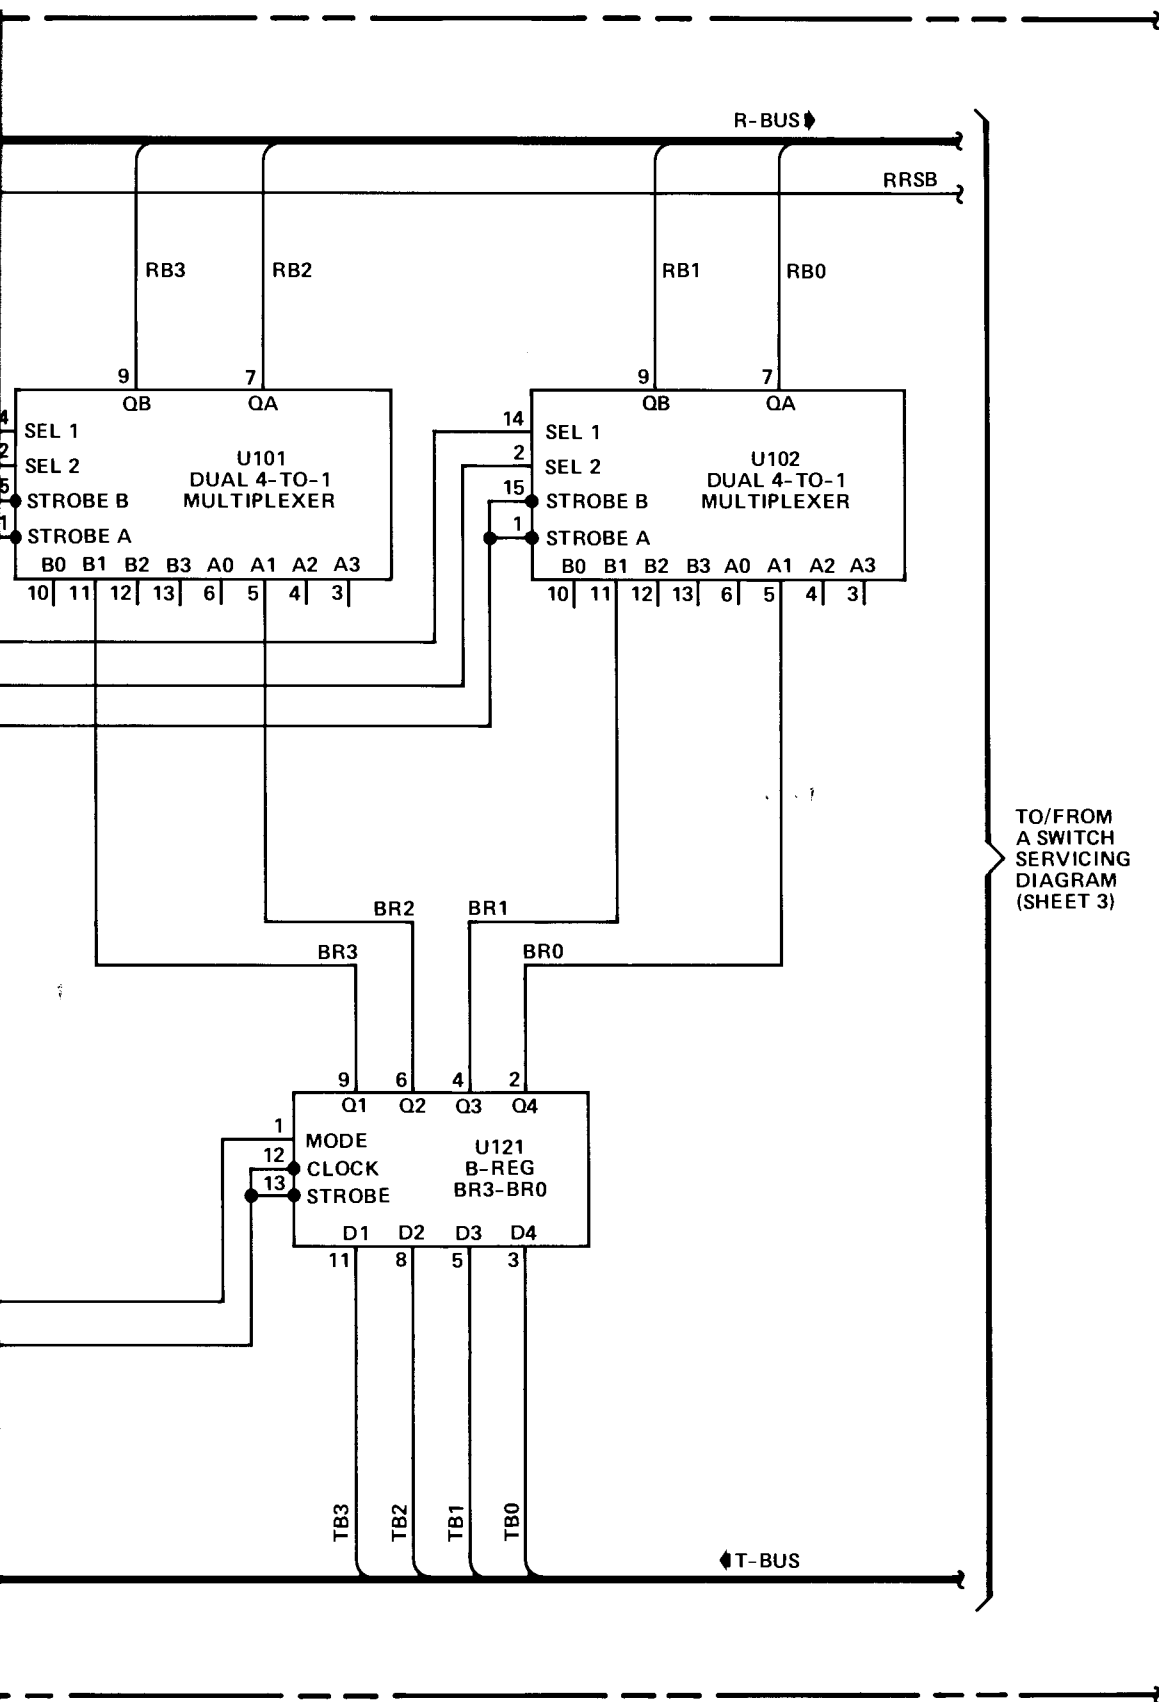 R-BUS
RRSB
RB3
RB2
RB1
RB0
9
7
9
7
QB
QA
QB
QA
4
SEL 1
2
SEL 2
5
STROBE B
1
STROBE A
U101
DUAL 4-TO-1
MULTIPLEXER
14
SEL 1
2
SEL 2
15
STROBE B
1
STROBE A
U102
DUAL 4-TO-1
MULTIPLEXER
B0 B1 B2 B3 A0 A1 A2 A3
10 11 12 13 6 5 4 3
B0 B1 B2 B3 A0 A1 A2 A3
10 11 12 13 6 5 4 3
TO/FROM
A SWITCH
SERVICING
DIAGRAM
(SHEET 3)
BR2
BR1
BR3
BR0
9 6 4 2
Q1 Q2 Q3 Q4
1
MODE
12
CLOCK
13
STROBE
U121
B-REG
BR3-BR0
D1 D2 D3 D4
11 8 5 3
TB3
TB2
TB1
TB0
T-BUS